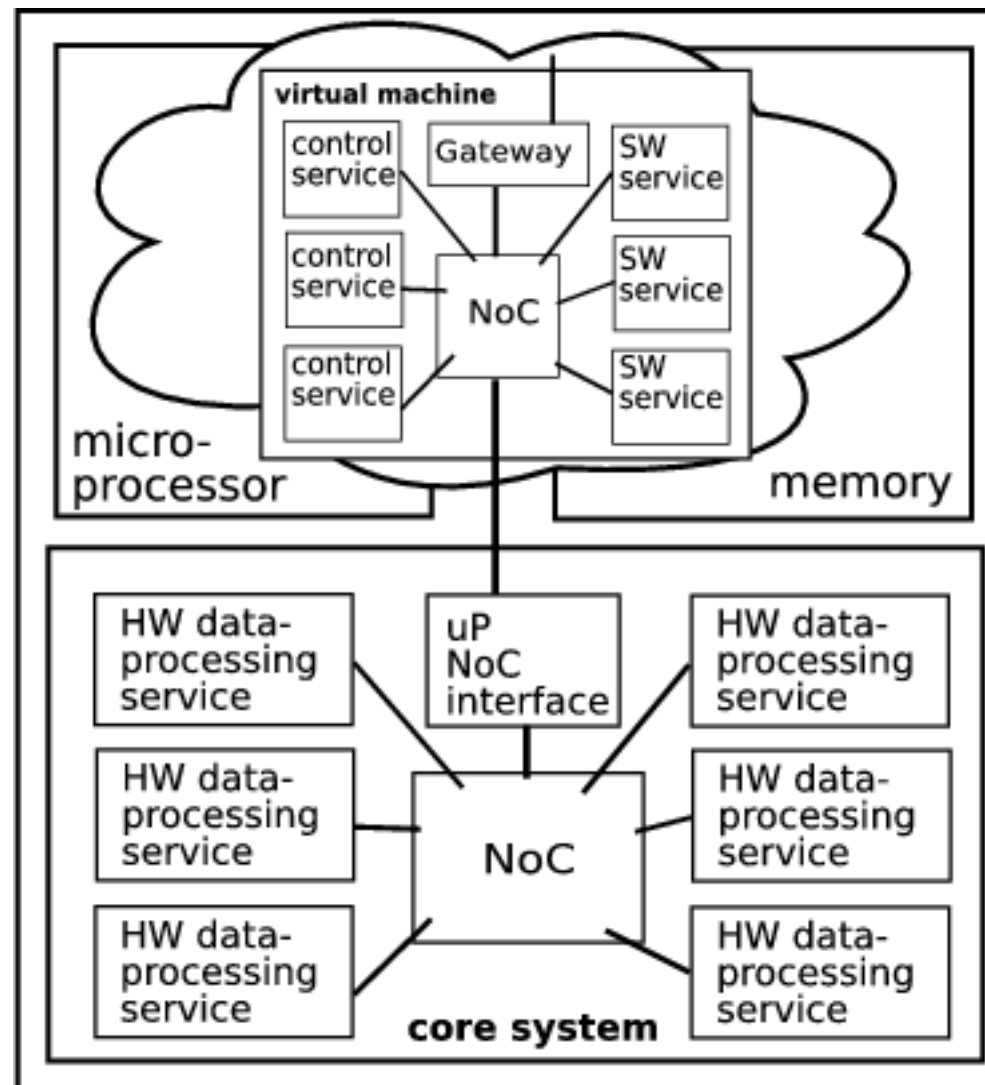 virtual machine
control
service
Gateway
SW
service
control
service
NoC
SW
service
control
service
SW
service
micro-
processor
memory
HW data-
processing
service
uP
NoC
interface
HW data-
processing
service
HW data-
processing
service
NoC
HW data-
processing
service
HW data-
processing
service
HW data-
processing
service
core system